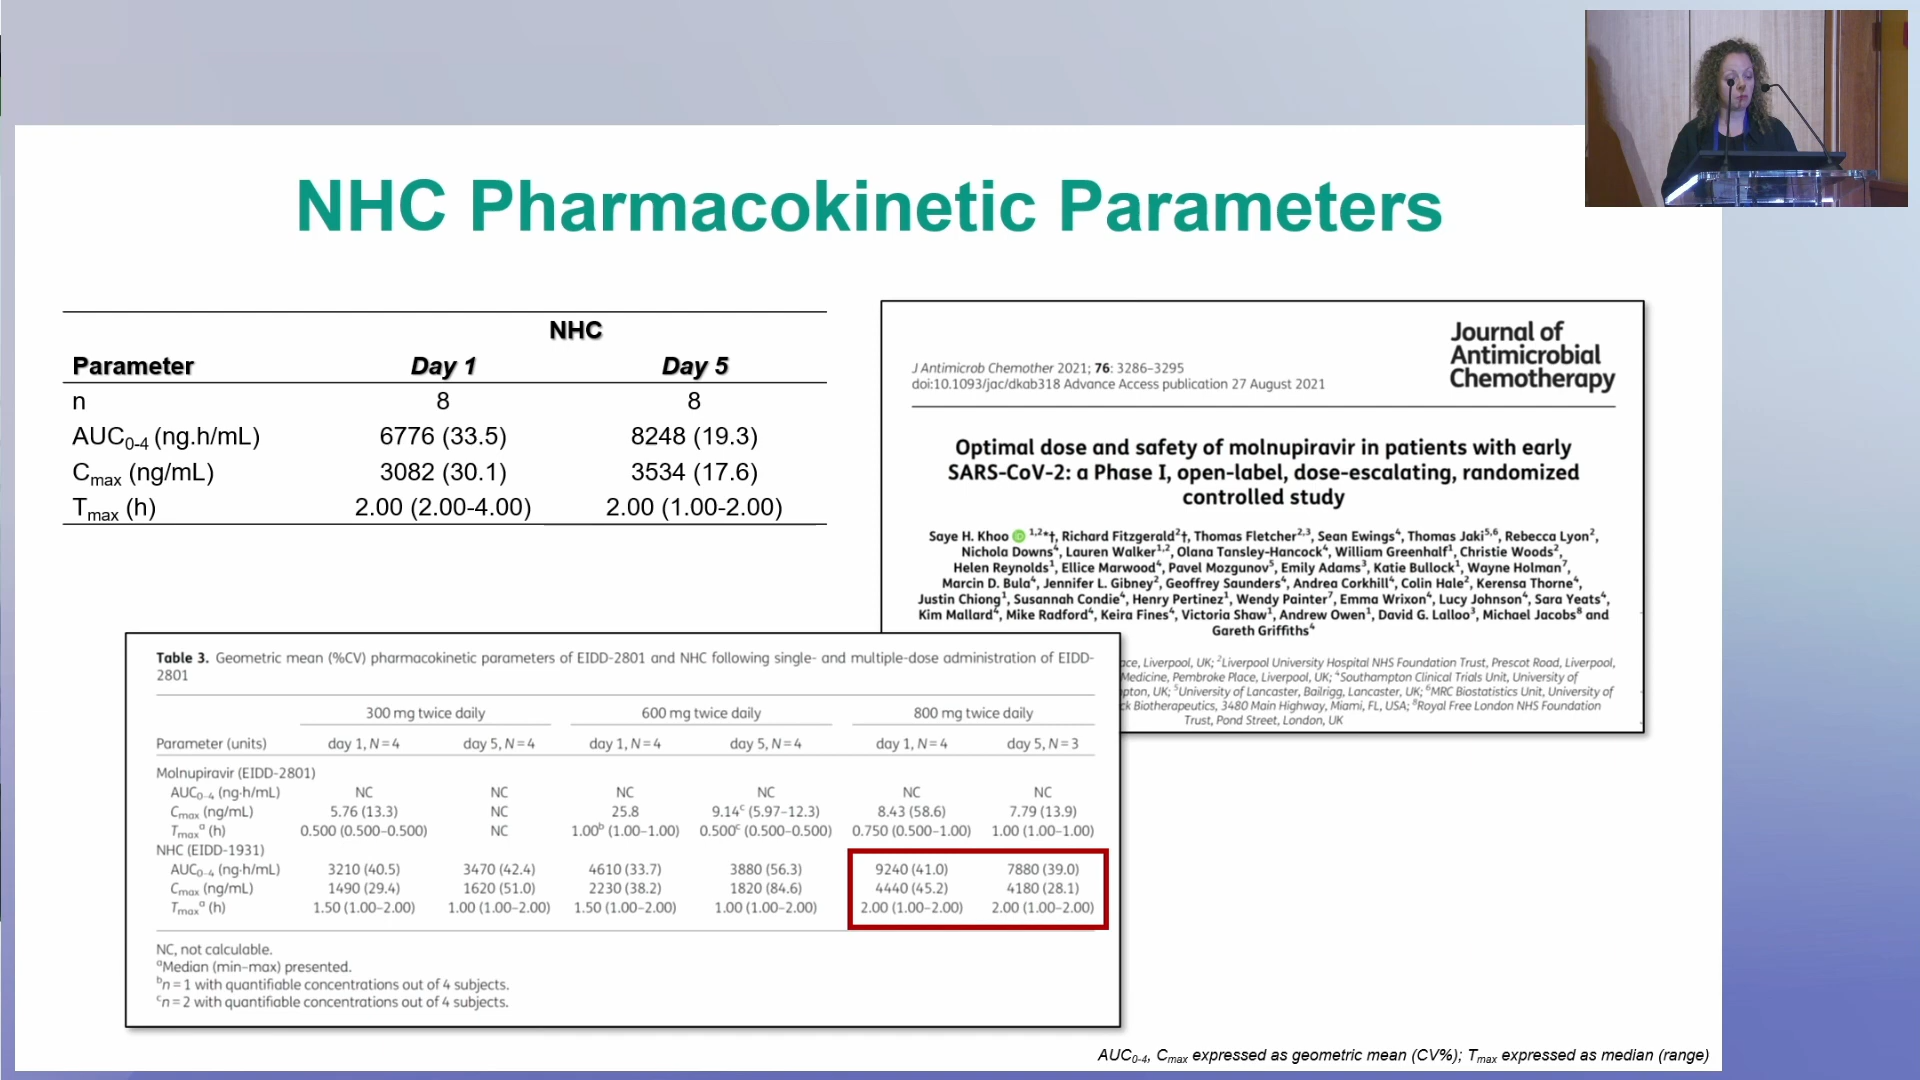 NHC Pharmacokinetic Parameters
NHC
Parameter Day 1 Day 5
n 8 8
AUC0-4 (ng.h/mL) 6776 (33.5) 8248 (19.3)
Cmax (ng/mL) 3082 (30.1) 3534 (17.6)
Tmax (h) 2.00 (2.00-4.00) 2.00 (1.00-2.00)
Journal of
Antimicrobial
Chemotherapy
J Antimicrob Chemother 2021; 76: 3286–3295
doi:10.1093/jac/dkab318 Advance Access publication 27 August 2021
Optimal dose and safety of molnupiravir in patients with early
SARS-CoV-2: a Phase I, open-label, dose-escalating, randomized
controlled study
Saye H. Khoo 1,2*†, Richard Fitzgerald2†, Thomas Fletcher2,3, Sean Ewings4, Thomas Jaki5,6, Rebecca Lyon2,
Nichola Downs4, Lauren Walker1,2, Olana Tansley-Hancock4, William Greenhalf1, Christie Woods2,
Helen Reynolds1, Ellice Marwood4, Pavel Mozgunov5, Emily Adams3, Katie Bullock1, Wayne Holman7,
Marcin D. Bula4, Jennifer L. Gibney2, Geoffrey Saunders4, Andrea Corkhill4, Colin Hale2, Kerensa Thorne4,
Justin Chiong1, Susannah Condie4, Henry Pertinez1, Wendy Painter7, Emma Wrixon4, Lucy Johnson4, Sara Yeats4,
Kim Mallard4, Mike Radford4, Keira Fines4, Victoria Shaw1, Andrew Owen1, David G. Lalloo3, Michael Jacobs8 and
Gareth Griffiths4
ace, Liverpool, UK; 2Liverpool University Hospital NHS Foundation Trust, Prescot Road, Liverpool,
Medicine, Pembroke Place, Liverpool, UK; 4Southampton Clinical Trials Unit, University of
pton, UK; 5University of Lancaster, Bailrigg, Lancaster, UK; 6MRC Biostatistics Unit, University of
ck Biotherapeutics, 3480 Main Highway, Miami, FL, USA; 8Royal Free London NHS Foundation
Trust, Pond Street, London, UK
Table 3. Geometric mean (%CV) pharmacokinetic parameters of EIDD-2801 and NHC following single- and multiple-dose administration of EIDD-
2801
300 mg twice daily 600 mg twice daily 800 mg twice daily
Parameter (units) day 1, N=4 day 5, N=4 day 1, N=4 day 5, N=4 day 1, N=4 day 5, N=3
Molnupiravir (EIDD-2801)
AUC0–4 (ng·h/mL) NC NC NC NC NC NC
Cmax (ng/mL) 5.76 (13.3) NC 25.8 9.14c (5.97–12.3) 8.43 (58.6) 7.79 (13.9)
Tmaxa (h) 0.500 (0.500–0.500) NC 1.00b (1.00–1.00) 0.500c (0.500–0.500) 0.750 (0.500–1.00) 1.00 (1.00–1.00)
NHC (EIDD-1931)
AUC0–4 (ng·h/mL) 3210 (40.5) 3470 (42.4) 4610 (33.7) 3880 (56.3) 9240 (41.0) 7880 (39.0)
Cmax (ng/mL) 1490 (29.4) 1620 (51.0) 2230 (38.2) 1820 (84.6) 4440 (45.2) 4180 (28.1)
Tmaxa (h) 1.50 (1.00–2.00) 1.00 (1.00–2.00) 1.50 (1.00–2.00) 1.00 (1.00–2.00) 2.00 (1.00–2.00) 2.00 (1.00–2.00)
NC, not calculable.
aMedian (min–max) presented.
bn=1 with quantifiable concentrations out of 4 subjects.
cn=2 with quantifiable concentrations out of 4 subjects.
AUC0-4, Cmax expressed as geometric mean (CV%); Tmax expressed as median (range)